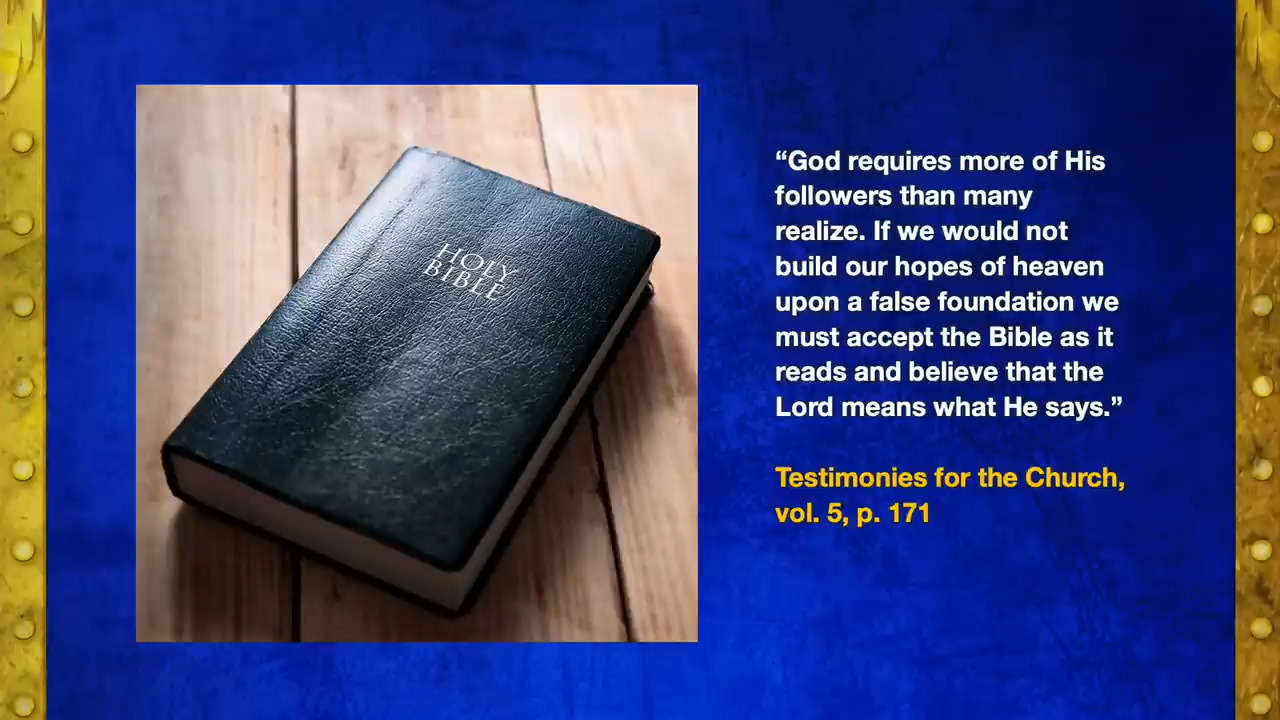 HOLY
BIBLE
“God requires more of His
followers than many
realize. If we would not
build our hopes of heaven
upon a false foundation we
must accept the Bible as it
reads and believe that the
Lord means what He says.”
Testimonies for the Church,
vol. 5, p. 171